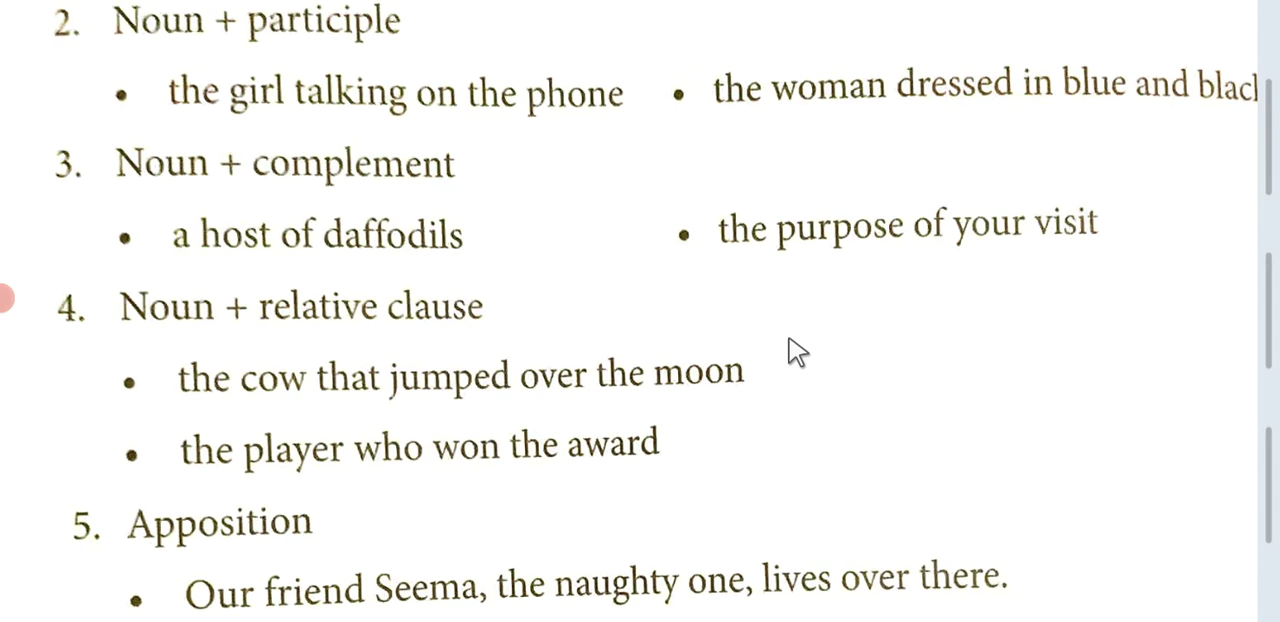 2. Noun + participle
• the girl talking on the phone • the woman dressed in blue and
3. Noun + complement
• a host of daffodils • the purpose of your visit
4. Noun + relative clause
• the cow that jumped over the moon
• the player who won the award
5. Apposition
• Our friend Seema, the naughty one, lives over there.